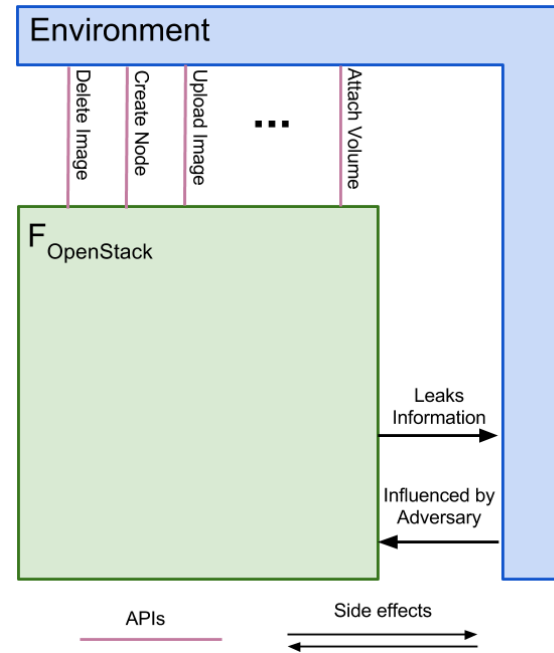 Environment
Delete Image
Create Node
Upload Image
...
Attach Volume
F OpenStack
Leaks
Information
Influenced by
Adversary
APIs
Side effects